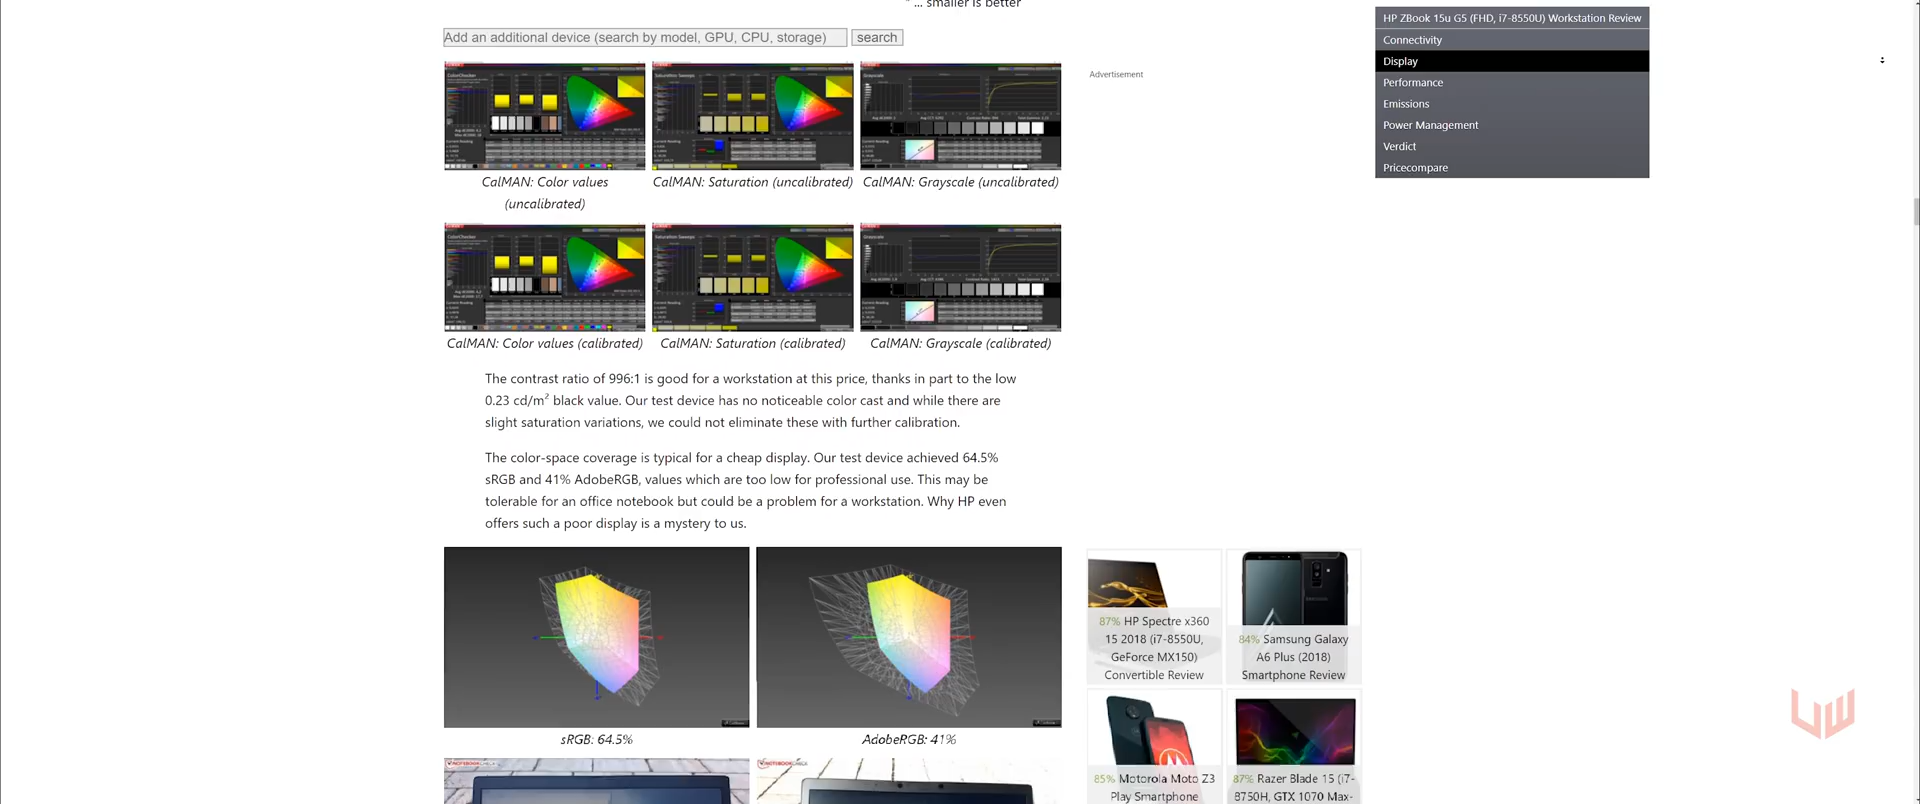 * ... smaller is better
Add an additional device (search by model, GPU, CPU, storage) search
CalMAN: Color values
(uncalibrated)
CalMAN: Saturation (uncalibrated)
CalMAN: Grayscale (uncalibrated)
CalMAN: Color values (calibrated)
CalMAN: Saturation (calibrated)
CalMAN: Grayscale (calibrated)
The contrast ratio of 996:1 is good for a workstation at this price, thanks in part to the low
0.23 cd/m² black value. Our test device has no noticeable color cast and while there are
slight saturation variations, we could not eliminate these with further calibration.
The color-space coverage is typical for a cheap display. Our test device achieved 64.5%
sRGB and 41% AdobeRGB, values which are too low for professional use. This may be
tolerable for an office notebook but could be a problem for a workstation. Why HP even
offers such a poor display is a mystery to us.
sRGB: 64.5%
AdobeRGB: 41%
Advertisement
87% HP Spectre x360
15 2018 (i7-8550U,
GeForce MX150)
Convertible Review
84% Samsung Galaxy
A6 Plus (2018)
Smartphone Review
85% Motorola Moto Z3
Play Smartphone
87% Razer Blade 15 (i7-
8750H, GTX 1070 Max-
HP ZBook 15u G5 (FHD, i7-8550U) Workstation Review
Connectivity
Display
Performance
Emissions
Power Management
Verdict
Pricecompare